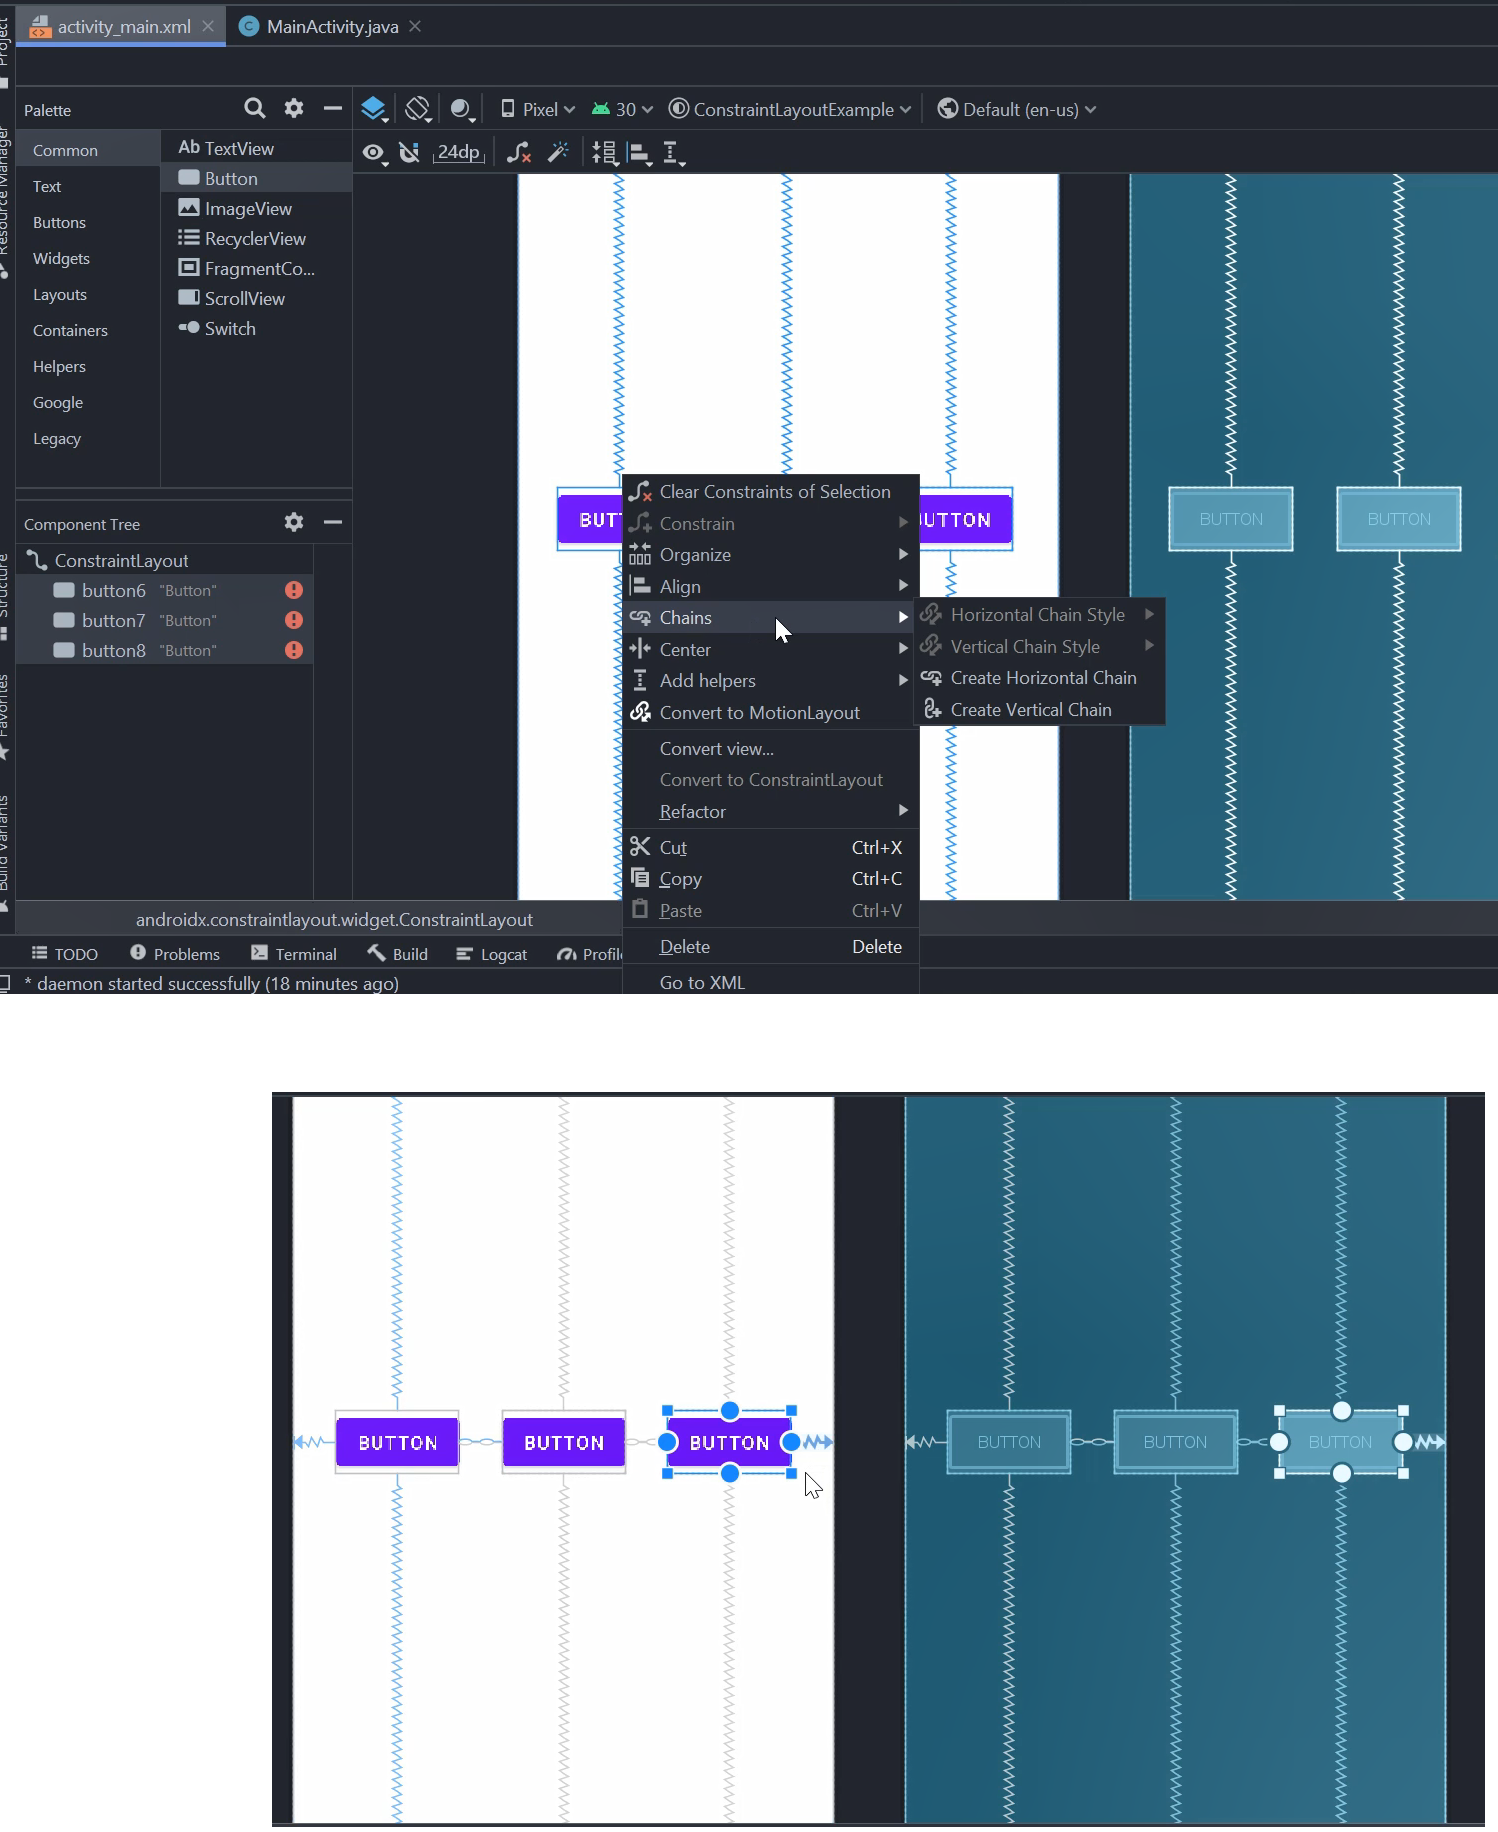 activity_main.xml
MainActivity.java
Project
Resource Manager
Structure
Favorites
Build Variants
Palette
Pixel
30
ConstraintLayoutExample
Default (en-us)
Common
Text
Buttons
Widgets
Layouts
Containers
Helpers
Google
Legacy
Ab TextView
Button
ImageView
RecyclerView
FragmentCo...
ScrollView
Switch
24dp
Component Tree
ConstraintLayout
button6 "Button"
button7 "Button"
button8 "Button"
BUT
UTTON
BUTTON
BUTTON
Clear Constraints of Selection
Constrain
Organize
Align
Chains
Center
Add helpers
Convert to MotionLayout
Convert view...
Convert to ConstraintLayout
Refactor
Cut Ctrl+X
Copy Ctrl+C
Paste Ctrl+V
Delete Delete
Go to XML
Horizontal Chain Style
Vertical Chain Style
Create Horizontal Chain
Create Vertical Chain
androidx.constraintlayout.widget.ConstraintLayout
TODO
Problems
Terminal
Build
Logcat
Profil
* daemon started successfully (18 minutes ago)
BUTTON
BUTTON
BUTTON
BUTTON
BUTTON
BUTTON